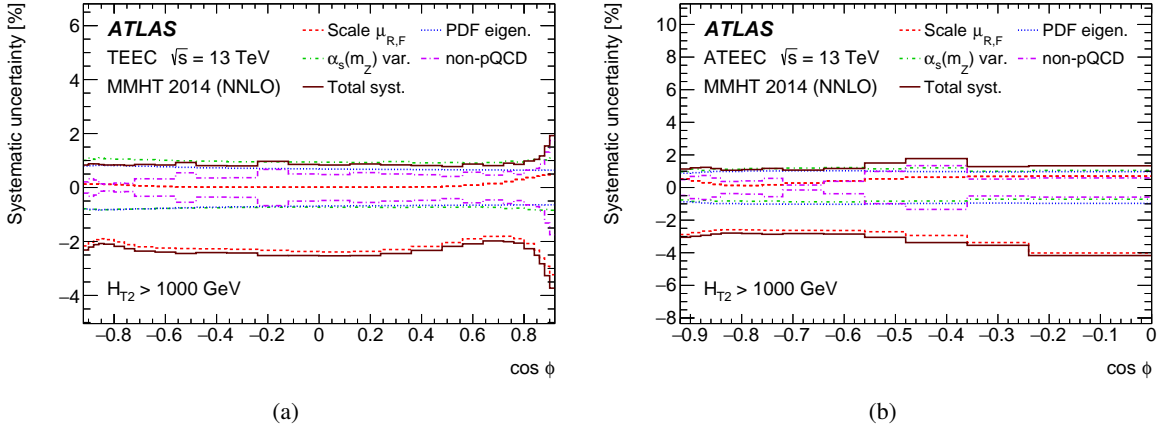 Systematic uncertainty [%]
6
4
2
0
−2
−4
ATLAS
TEEC √s = 13 TeV
MMHT 2014 (NNLO)
Scale μR,F
PDF eigen.
αs(mZ) var.
non-pQCD
Total syst.
HT2 > 1000 GeV
−0.8 −0.6 −0.4 −0.2 0 0.2 0.4 0.6 0.8
cos ϕ
(a)
Systematic uncertainty [%]
10
8
6
4
2
0
−2
−4
−6
−8
ATLAS
ATEEC √s = 13 TeV
MMHT 2014 (NNLO)
Scale μR,F
PDF eigen.
αs(mZ) var.
non-pQCD
Total syst.
HT2 > 1000 GeV
−0.9 −0.8 −0.7 −0.6 −0.5 −0.4 −0.3 −0.2 −0.1 0
cos ϕ
(b)